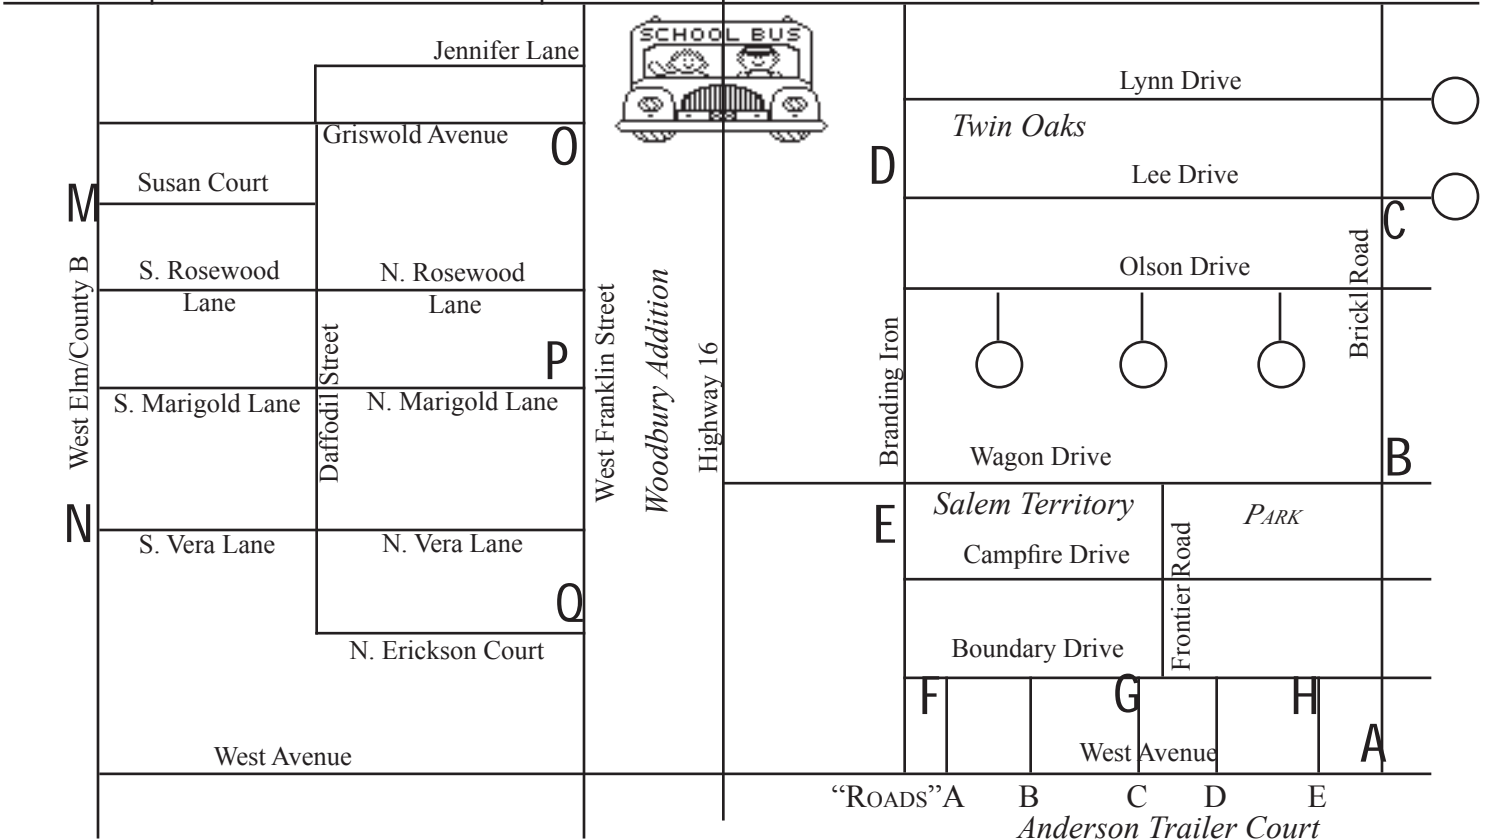 SCHOOL BUS
Jennifer Lane
Griswold Avenue
O
Susan Court
M
S. Rosewood
Lane
N. Rosewood
Lane
West Elm/County B
Daffodil Street
P
S. Marigold Lane
N. Marigold Lane
West Franklin Street
Woodbury Addition
Highway 16
N
S. Vera Lane
N. Vera Lane
Q
N. Erickson Court
West Avenue
Lynn Drive
Twin Oaks
D
Lee Drive
C
Olson Drive
Brickl Road
Branding Iron
Wagon Drive
B
Salem Territory
PARK
E
Campfire Drive
Frontier Road
Boundary Drive
F
G
H
A
West Avenue
“ROADS”A B C D E
Anderson Trailer Court